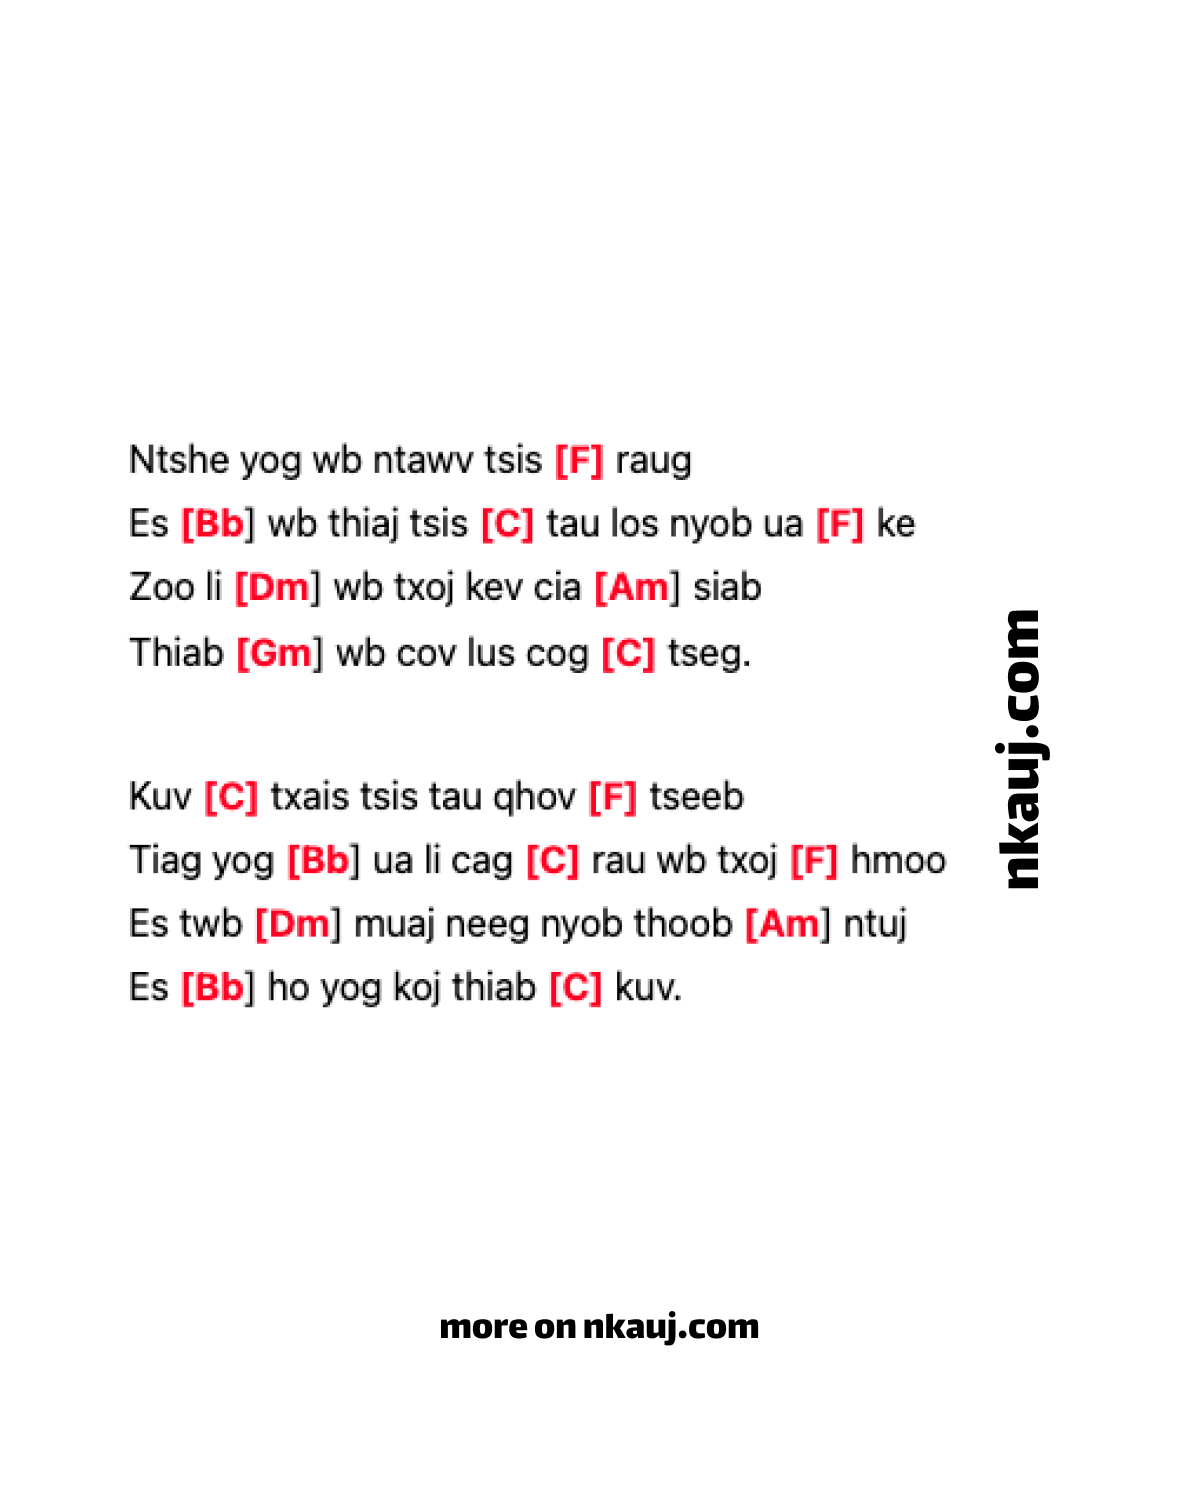 Ntshe yog wb ntawv tsis [F] raug
Es [Bb] wb thiaj tsis [C] tau los nyob ua [F] ke
Zoo li [Dm] wb txoj kev cia [Am] siab
Thiab [Gm] wb cov lus cog [C] tseg.
Kuv [C] txais tsis tau qhov [F] tseeb
Tiag yog [Bb] ua li cag [C] rau wb txoj [F] hmoo
Es twb [Dm] muaj neeg nyob thoob [Am] ntuj
Es [Bb] ho yog koj thiab [C] kuv.
nkauj.com
more on nkauj.com